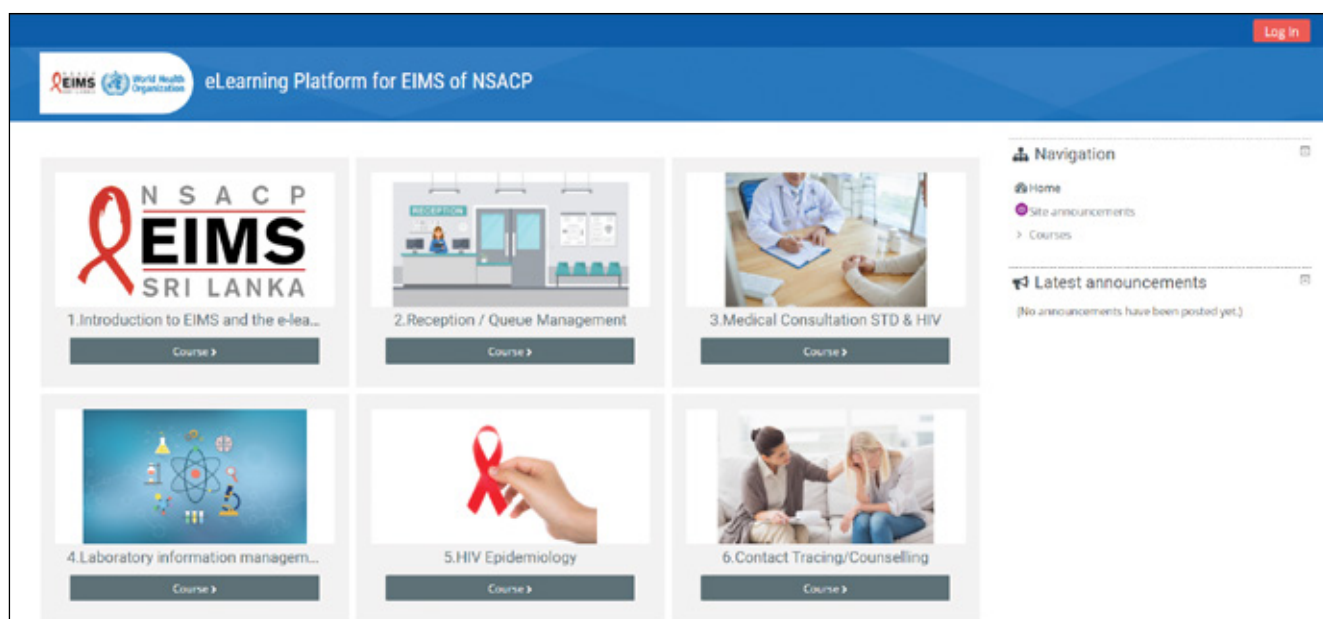 Log in
EIMS
World Health
Organization
eLearning Platform for EIMS of NSACP
NSACP
EIMS
SRI LANKA
1.Introduction to EIMS and the e-lea...
Course
RECEPTION
2.Reception / Queue Management
Course
3.Medical Consultation STD & HIV
Course
4.Laboratory information managem...
Course
5.HIV Epidemiology
Course
6.Contact Tracing/Counselling
Course
Navigation
Home
Site announcements
Courses
Latest announcements
(No announcements have been posted yet.)